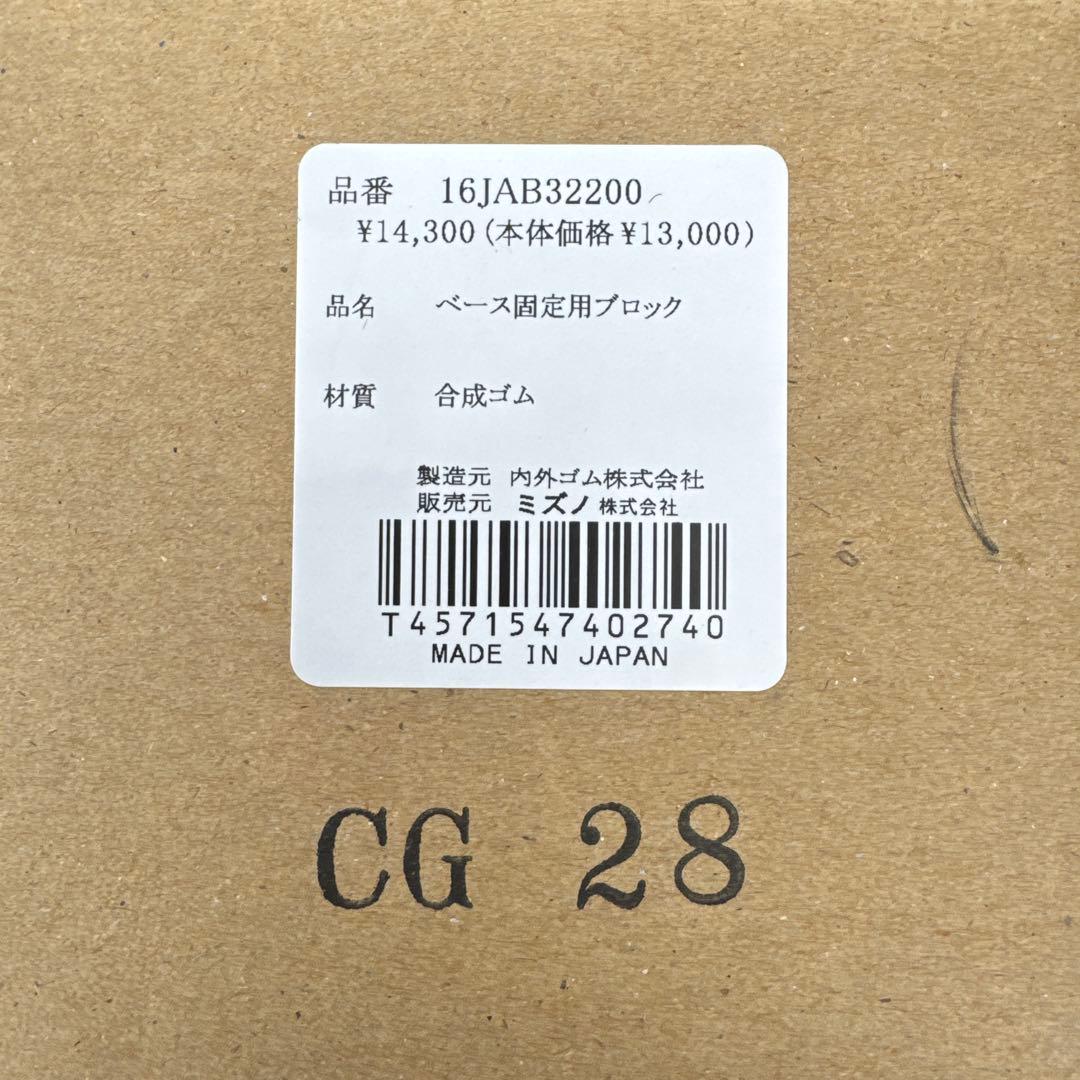 品番 16JAB32200
¥14,300(本体価格¥13,000)
品名 ベース固定用ブロック
材質 合成ゴム
製造元 内外ゴム株式会社
販売元 ミズノ株式会社
T4571547402740
MADE IN JAPAN
CG 28